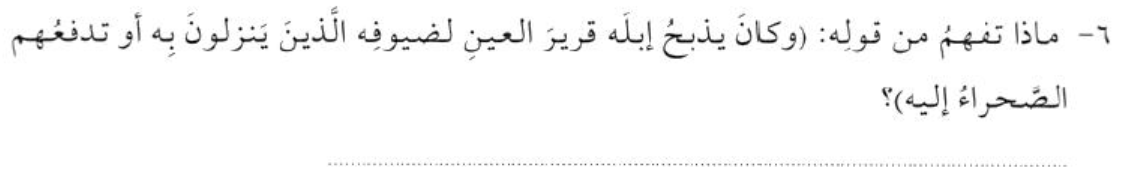 ٦- ماذا تفهمُ من قولِه: (وكانَ يذبحُ إبلَه قريرَ العينِ لضيوفِه الَّذينَ يَنزلونَ بِه أو تدفعُهم
الصَّحراءُ إليه)؟